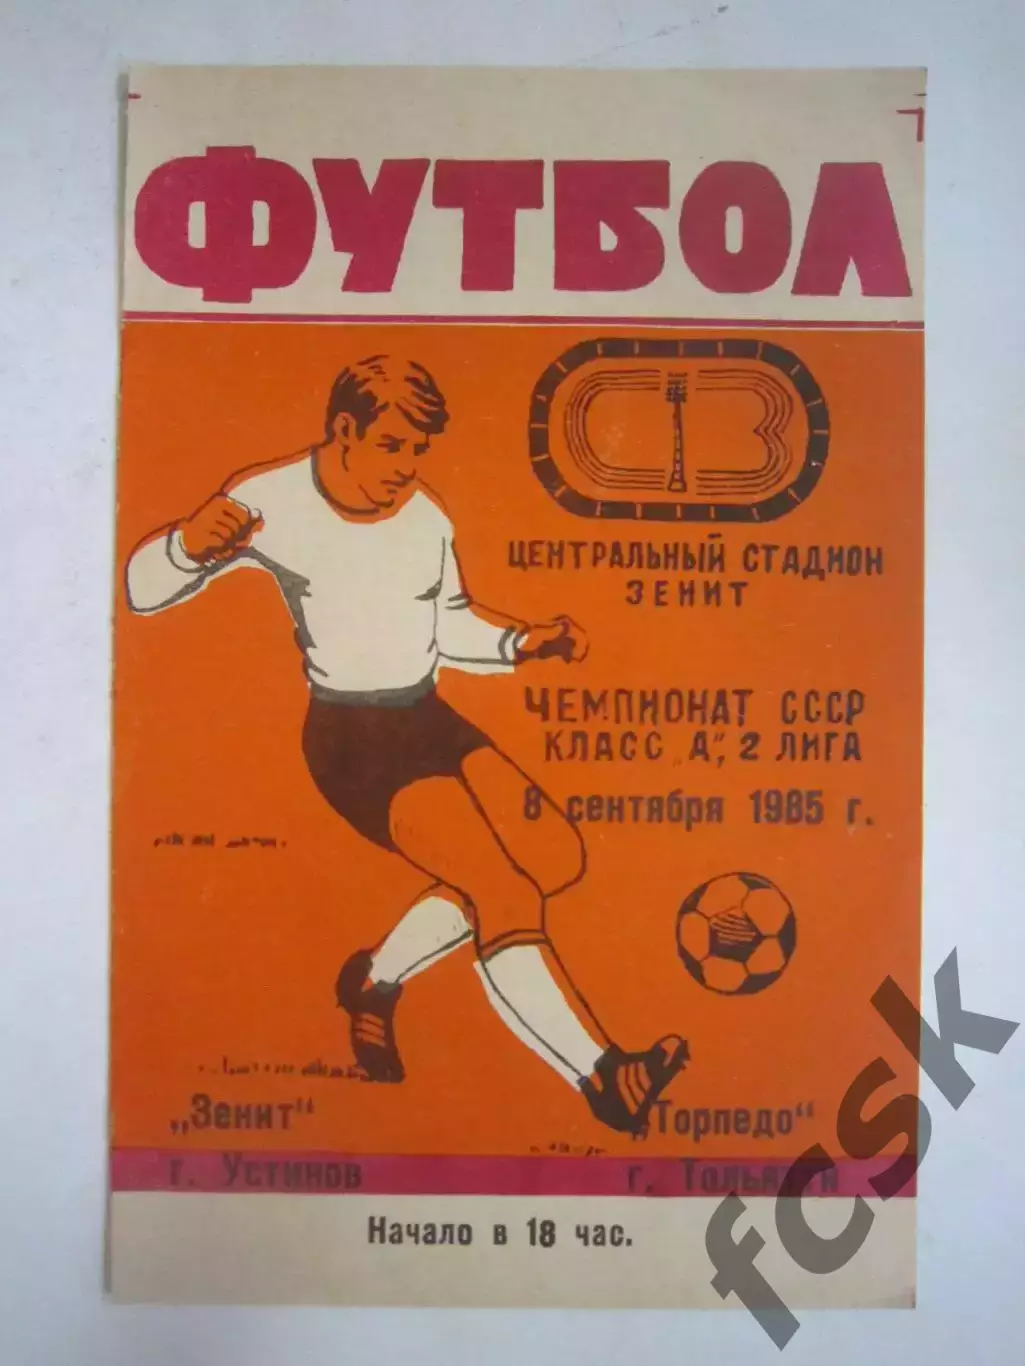 ФУТБОЛ
ЦЕНТРАЛЬНЫЙ СТАДИОН
ЗЕНИТ
ЧЕМПИОНАТ СССР
КЛАСС „А", 2 ЛИГА
8 сентября 1985 г.
„Зенит" „Торпедо"
г. Устинов г. Тольятти
Начало в 18 час.
fcsk